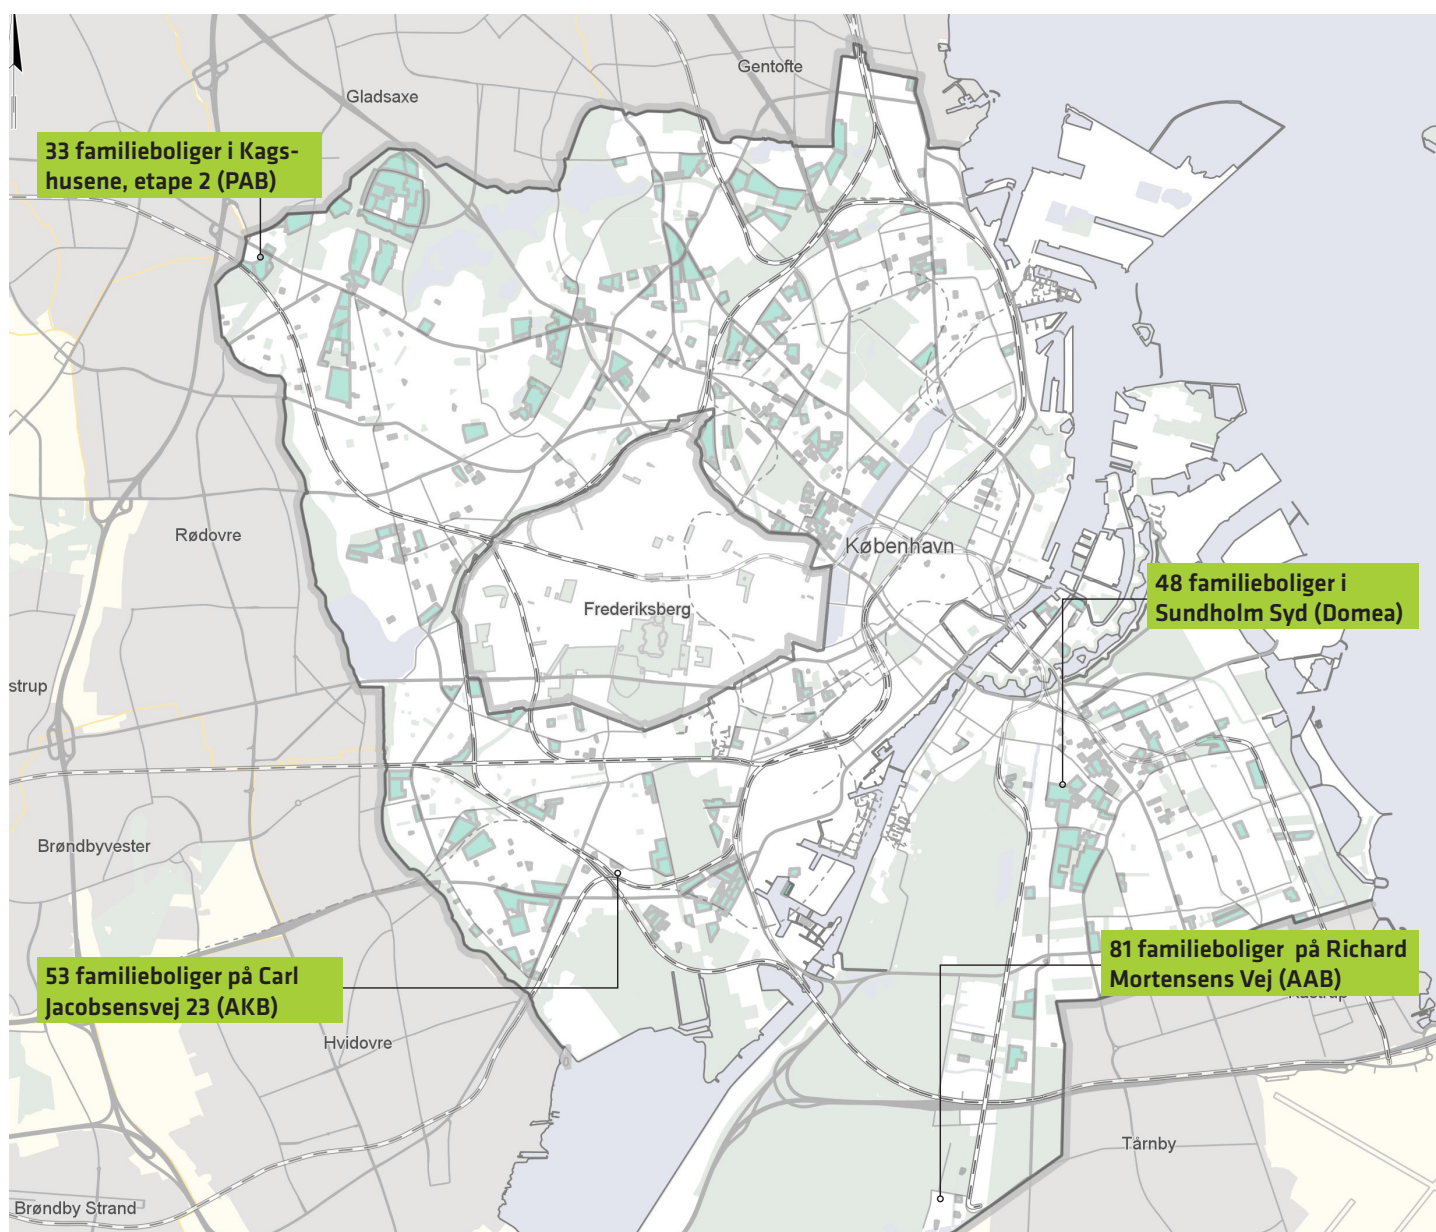 Gentofte
Gladsaxe
33 familieboliger i Kags-
husene, etape 2 (PAB)
Rødovre
København
48 familieboliger i
Sundholm Syd (Domea)
Frederiksberg
strup
Brøndbyvester
81 familieboliger på Richard
Mortensens Vej (AAB)
53 familieboliger på Carl
Jacobsensvej 23 (AKB)
Hvidovre
Tårnby
Brøndby Strand